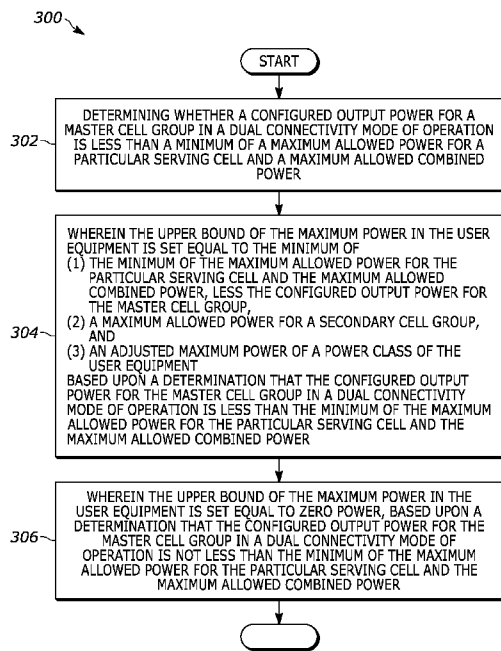 300
START
302
DETERMINING WHETHER A CONFIGURED OUTPUT POWER FOR A
MASTER CELL GROUP IN A DUAL CONNECTIVITY MODE OF OPERATION
IS LESS THAN A MINIMUM OF A MAXIMUM ALLOWED POWER FOR A
PARTICULAR SERVING CELL AND A MAXIMUM ALLOWED COMBINED
POWER
304
WHEREIN THE UPPER BOUND OF THE MAXIMUM POWER IN THE USER
EQUIPMENT IS SET EQUAL TO THE MINIMUM OF
(1) THE MINIMUM OF THE MAXIMUM ALLOWED POWER FOR THE
PARTICULAR SERVING CELL AND THE MAXIMUM ALLOWED
COMBINED POWER, LESS THE CONFIGURED OUTPUT POWER FOR
THE MASTER CELL GROUP,
(2) A MAXIMUM ALLOWED POWER FOR A SECONDARY CELL GROUP,
AND
(3) AN ADJUSTED MAXIMUM POWER OF A POWER CLASS OF THE
USER EQUIPMENT
BASED UPON A DETERMINATION THAT THE CONFIGURED OUTPUT
POWER FOR THE MASTER CELL GROUP IN A DUAL CONNECTIVITY
MODE OF OPERATION IS LESS THAN THE MINIMUM OF THE MAXIMUM
ALLOWED POWER FOR THE PARTICULAR SERVING CELL AND THE
MAXIMUM ALLOWED COMBINED POWER
306
WHEREIN THE UPPER BOUND OF THE MAXIMUM POWER IN THE
USER EQUIPMENT IS SET EQUAL TO ZERO POWER, BASED UPON
A DETERMINATION THAT THE CONFIGURED OUTPUT POWER FOR THE
MASTER CELL GROUP IN A DUAL CONNECTIVITY MODE OF
OPERATION IS NOT LESS THAN THE MINIMUM OF THE MAXIMUM
ALLOWED POWER FOR THE PARTICULAR SERVING CELL AND THE
MAXIMUM ALLOWED COMBINED POWER